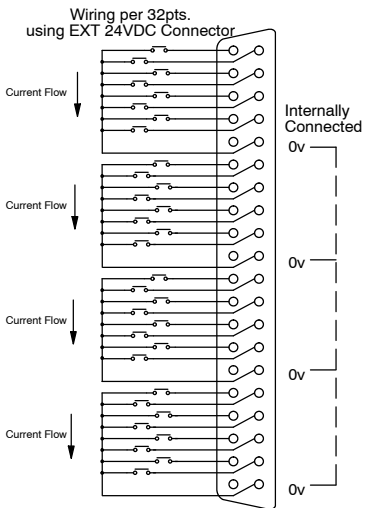 Wiring per 32pts.
using EXT 24VDC Connector
Current Flow
Internally
Connected
0v
Current Flow
0v
Current Flow
0v
Current Flow
0v